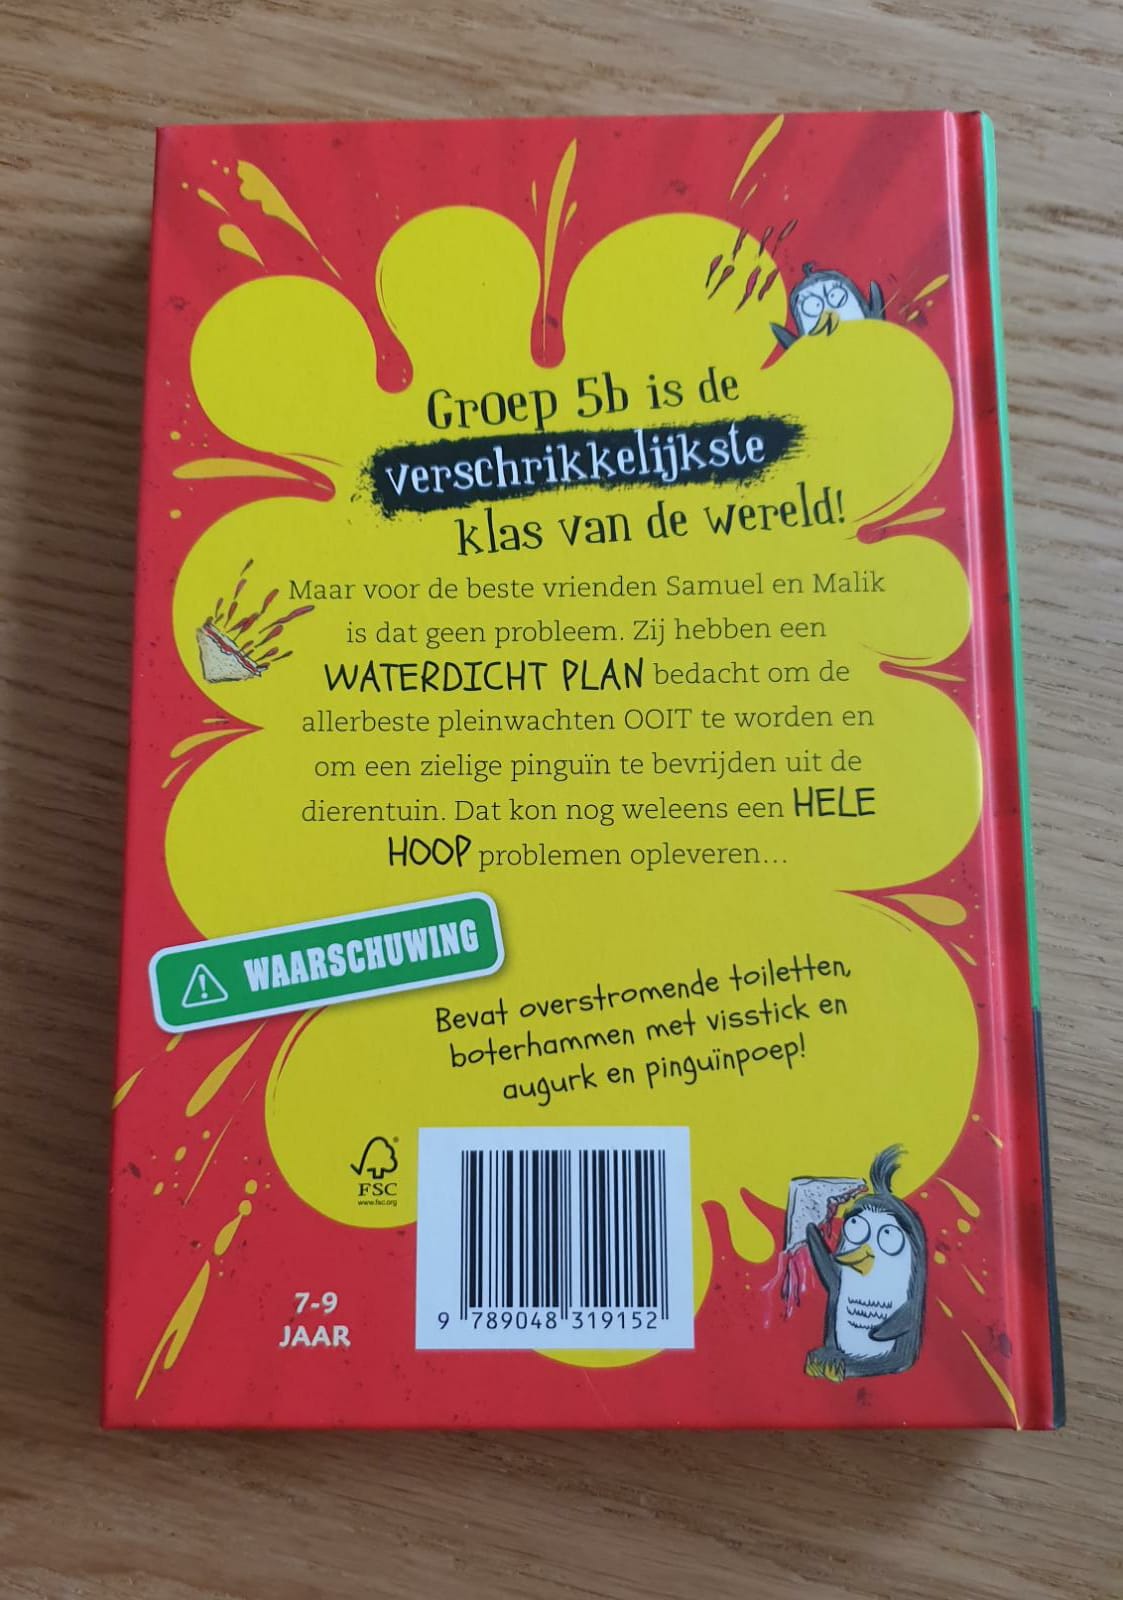 Groep 5b is de
verschrikkelijkste
klas van de wereld!
Maar voor de beste vrienden Samuel en Malik
is dat geen probleem. Zij hebben een
WATERDICHT PLAN bedacht om de
allerbeste pleinwachten OOIT te worden en
om een zielige pinguïn te bevrijden uit de
dierentuin. Dat kon nog weleens een HELE
HOOP problemen opleveren...
WAARSCHUWING
Bevat overstromende toiletten,
boterhammen met visstick en
augurk en pinguïnpoep!
FSC
www.fsc.org
7-9
JAAR
9 789048 319152